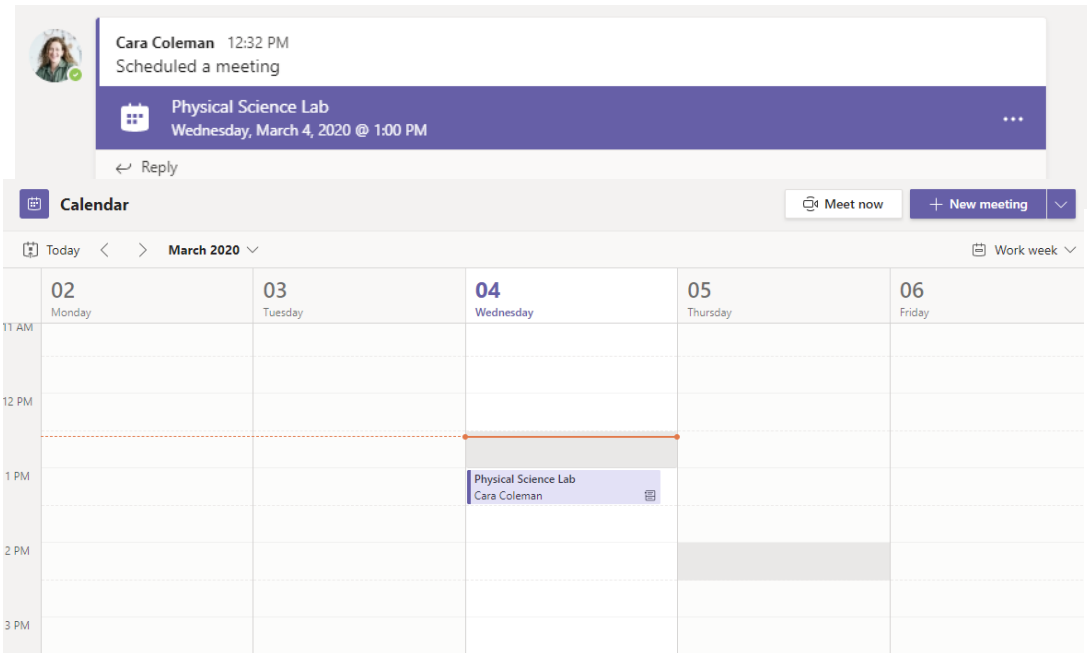 Cara Coleman 12:32 PM
Scheduled a meeting
Physical Science Lab
Wednesday, March 4, 2020 @ 1:00 PM
Reply
Calendar
Meet now
New meeting
Today
March 2020
Work week
02
Monday
03
Tuesday
04
Wednesday
05
Thursday
06
Friday
11 AM
12 PM
1 PM
Physical Science Lab
Cara Coleman
2 PM
3 PM